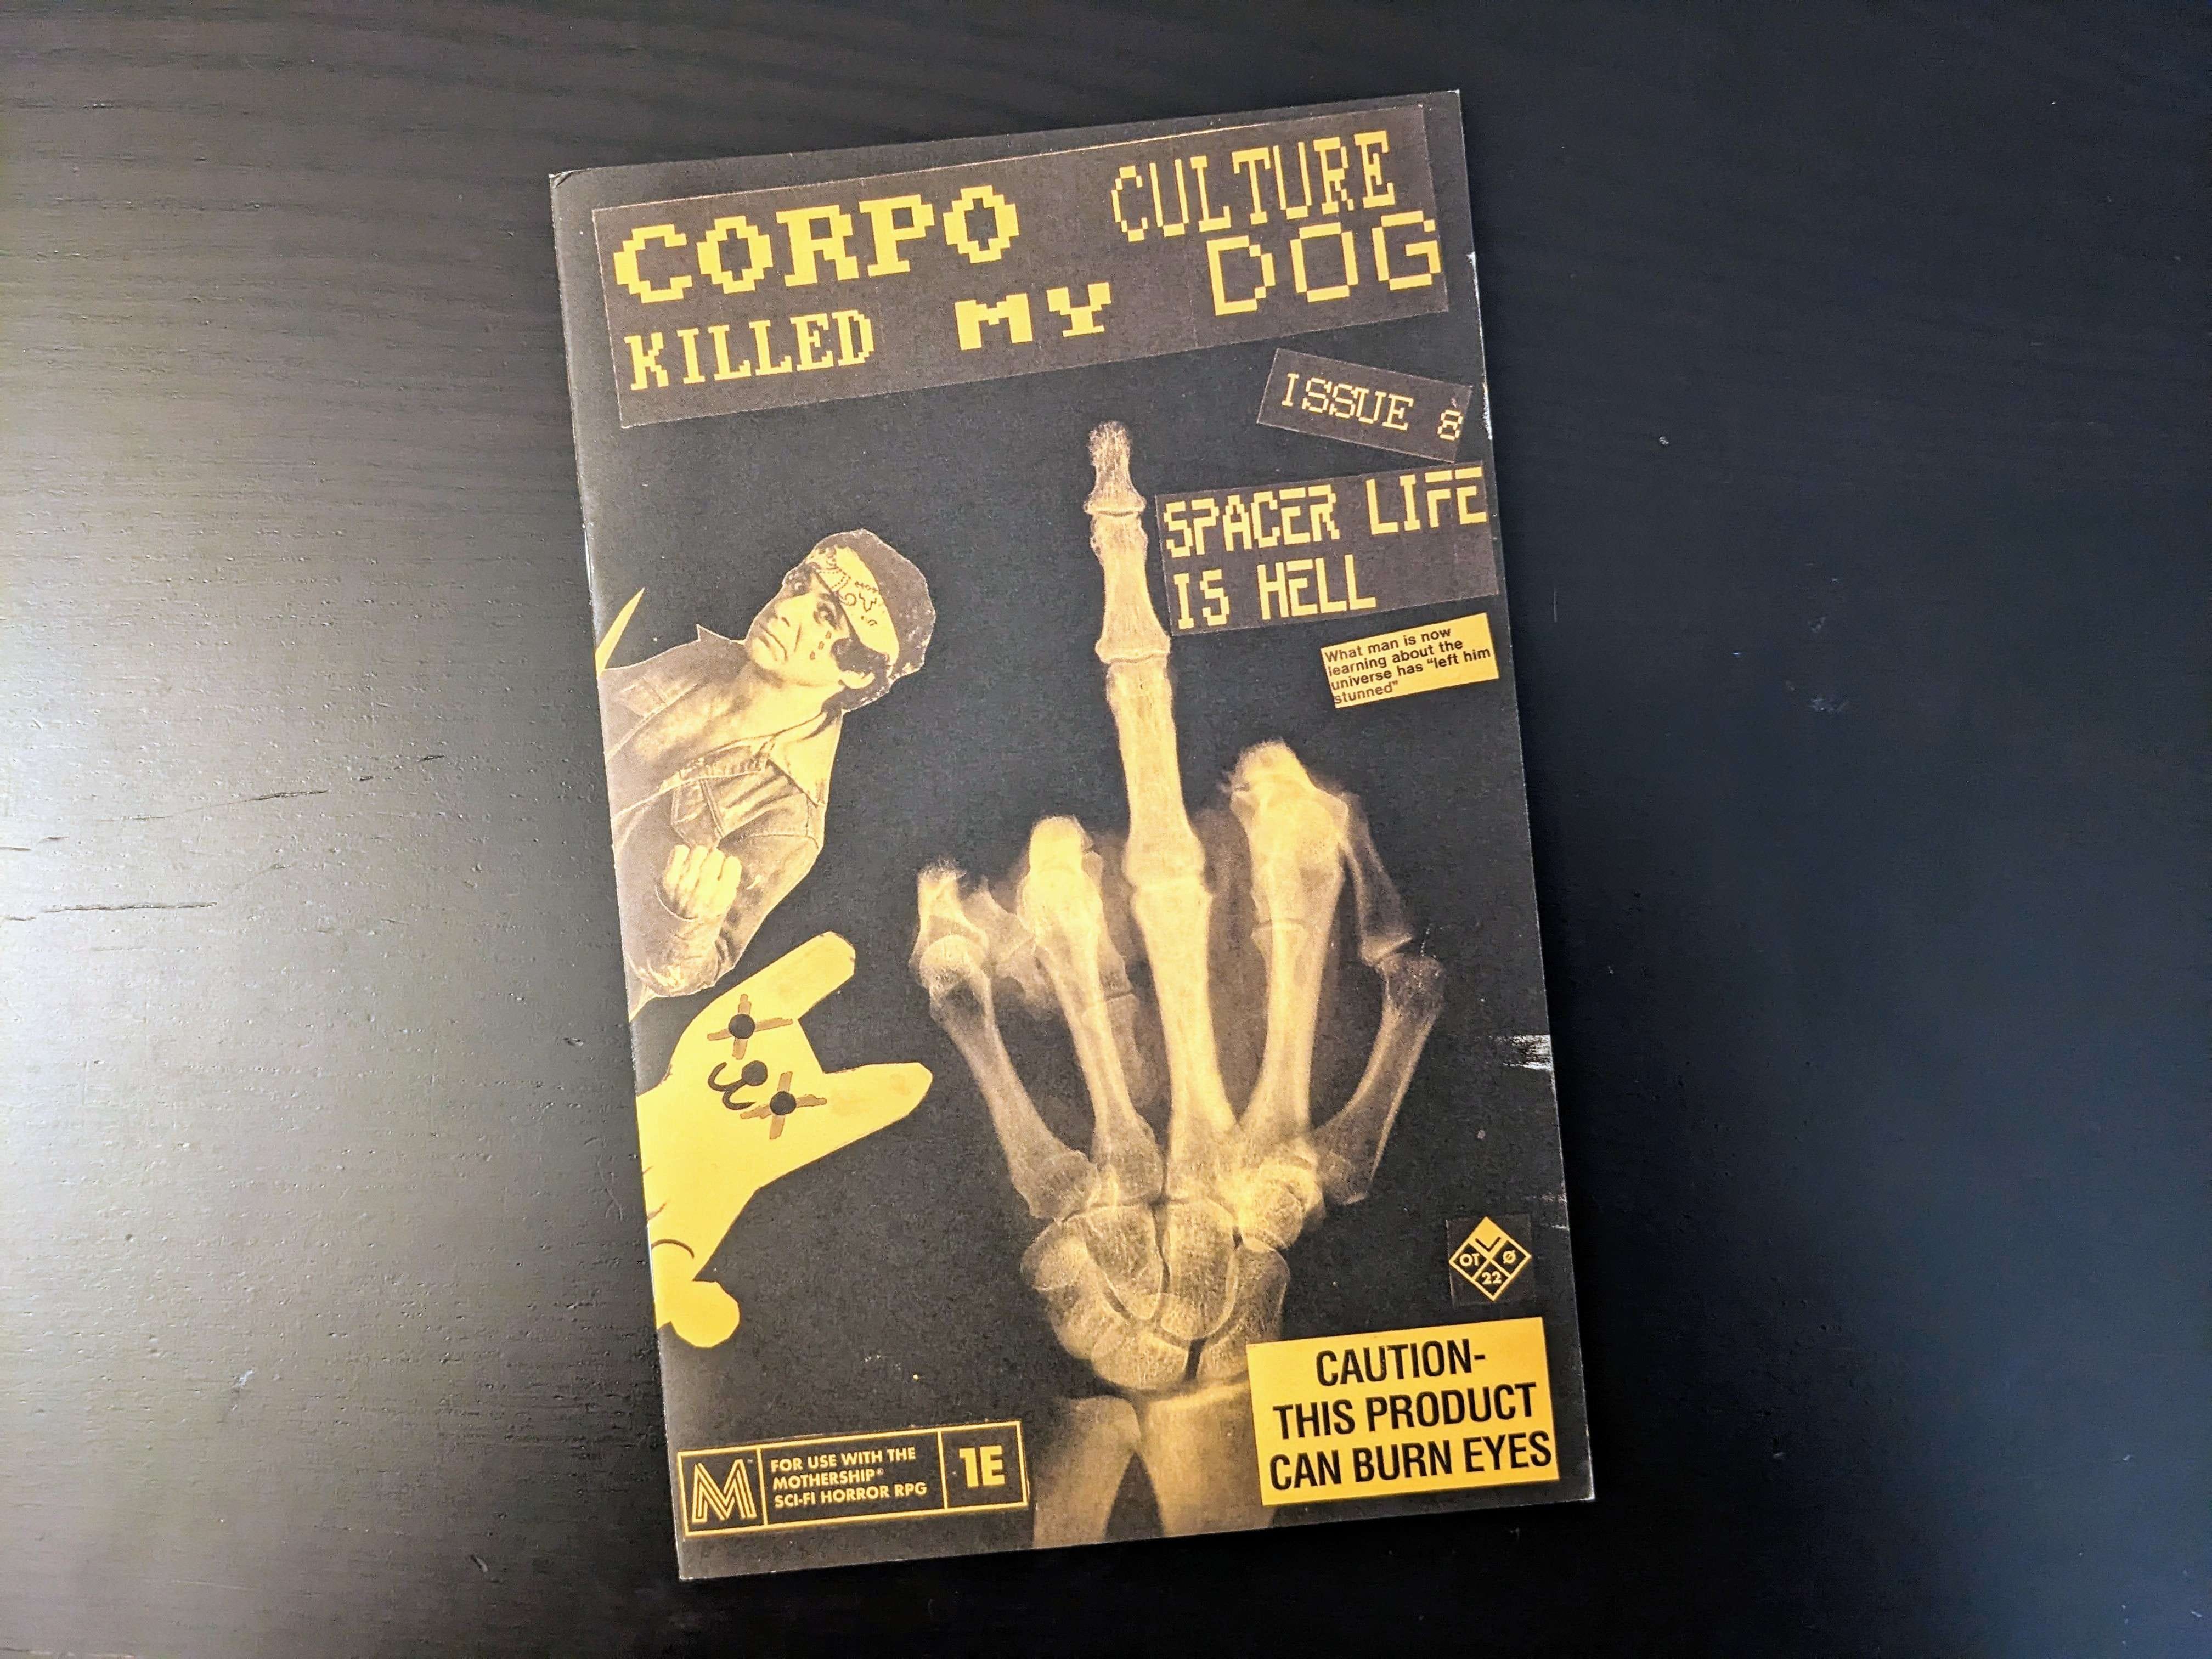 CORPO CULTURE
KILLED MY DOG
ISSUE 8
SPACER LIFE
IS HELL
What man is now
learning about the
universe has "left him
stunned"
L
OT Ø
22
CAUTION-
THIS PRODUCT
CAN BURN EYES
M™
FOR USE WITH THE
MOTHERSHIP®
SCI-FI HORROR RPG
1E